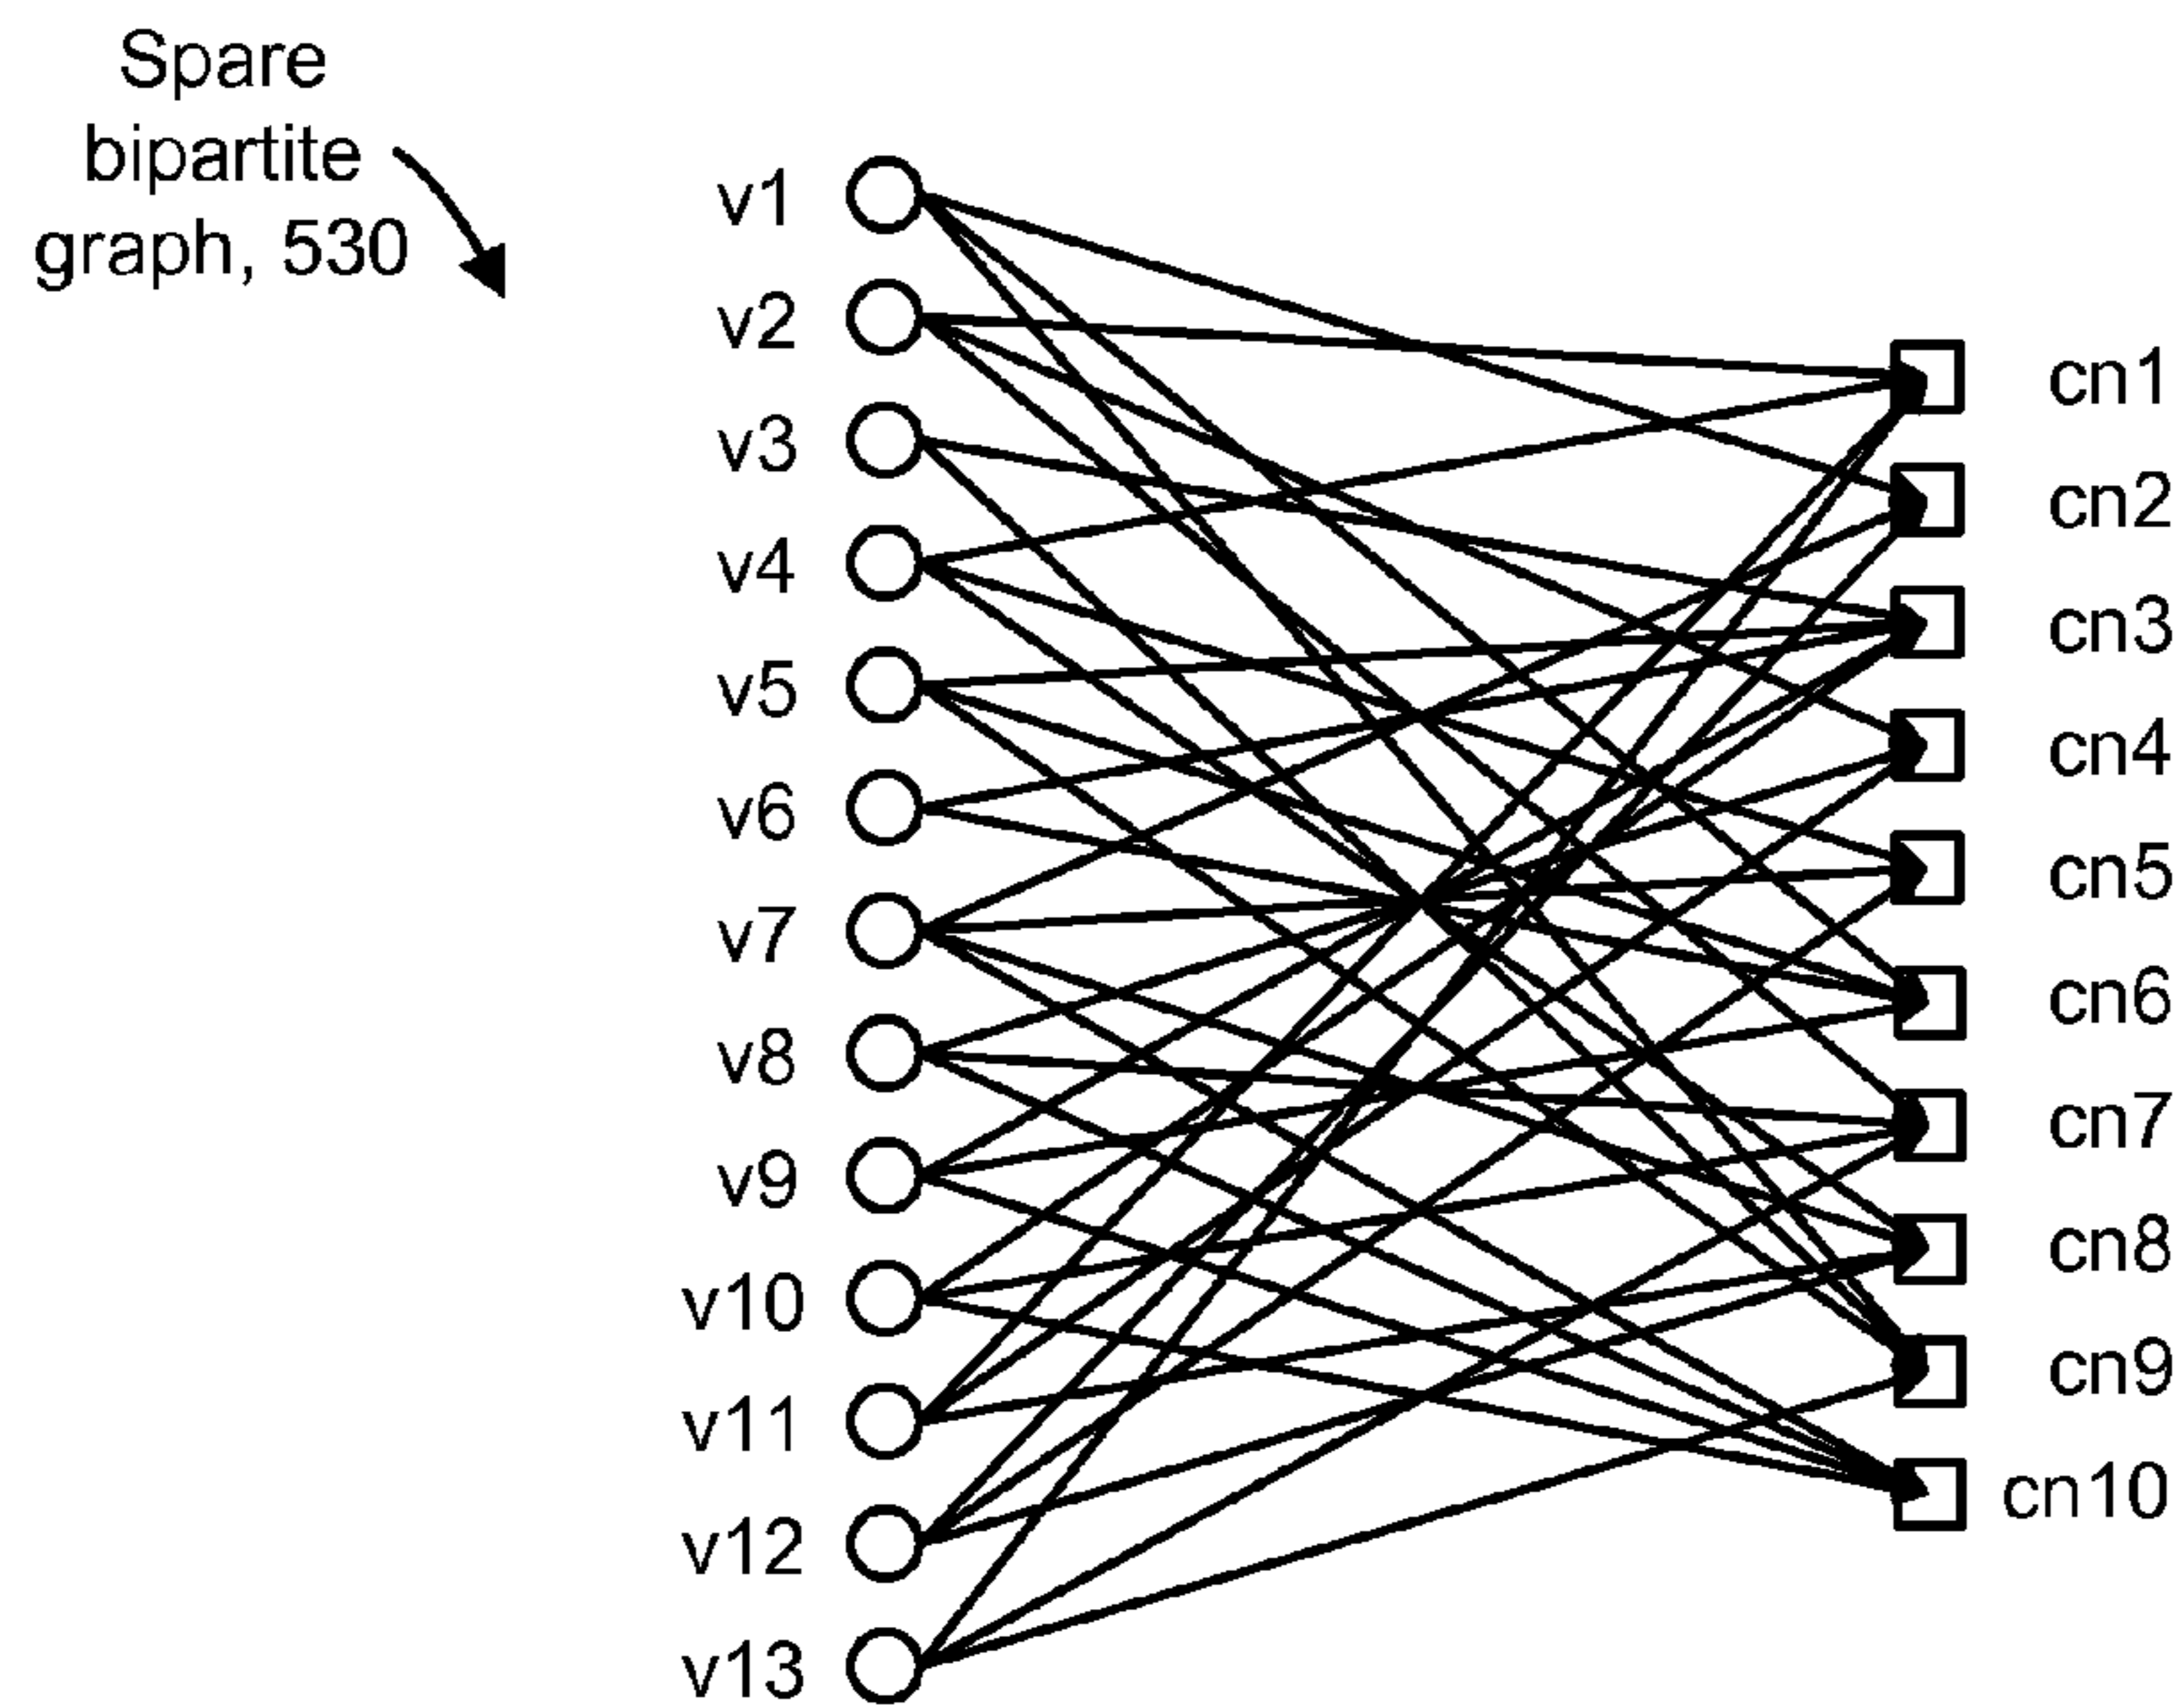 Spare
bipartite
graph, 530
v1
v2
v3
v4
v5
v6
v7
v8
v9
v10
v11
v12
v13
cn1
cn2
cn3
cn4
cn5
cn6
cn7
cn8
cn9
cn10